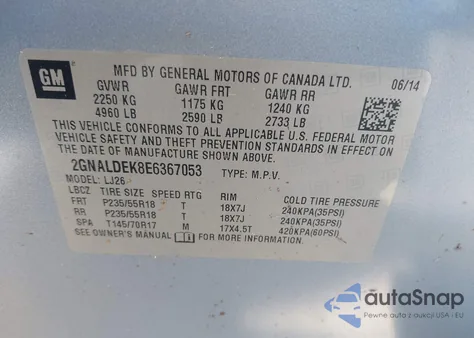 GM
MFD BY GENERAL MOTORS OF CANADA LTD. 06/14
GVWR GAWR FRT GAWR RR
2250 KG 1175 KG 1240 KG
4960 LB 2590 LB 2733 LB
THIS VEHICLE CONFORMS TO ALL APPLICABLE U.S. FEDERAL MOTOR
VEHICLE SAFETY AND THEFT PREVENTION STANDARDS IN EFFECT ON
THE DATE OF MANUFACTURE SHOWN ABOVE.
2GNALDEK8E6367053 TYPE: M.P.V.
MODEL: LJ26
LBCZ TIRE SIZE SPEED RTG RIM COLD TIRE PRESSURE
FRT P235/55R18 T 18X7J 240KPA(35PSI)
RR P235/55R18 T 18X7J 240KPA(35PSI)
SPA T145/70R17 M 17X4.5T 420KPA(60PSI)
SEE OWNER'S MANUAL FOR MORE INFORMATION.
autoSnap
Pewne auto z aukcji USA i EU